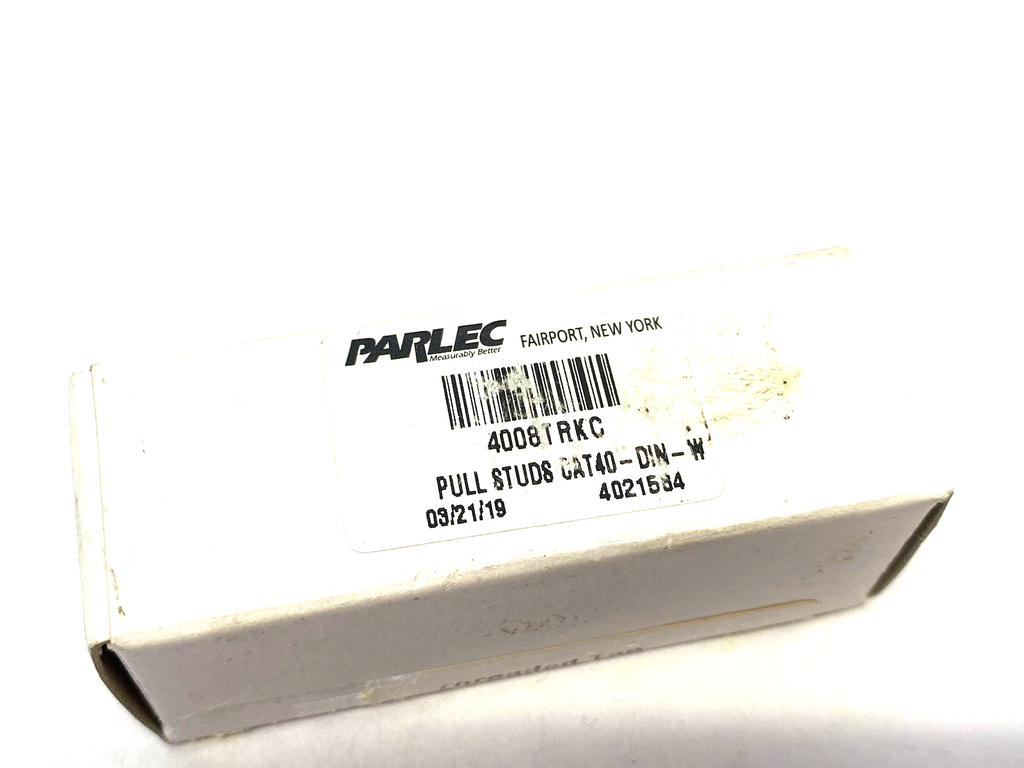 PARLEC
Measurably Better
FAIRPORT, NEW YORK
4008TRKC
PULL STUDS CAT40-DIN-W
03/21/19 4021584